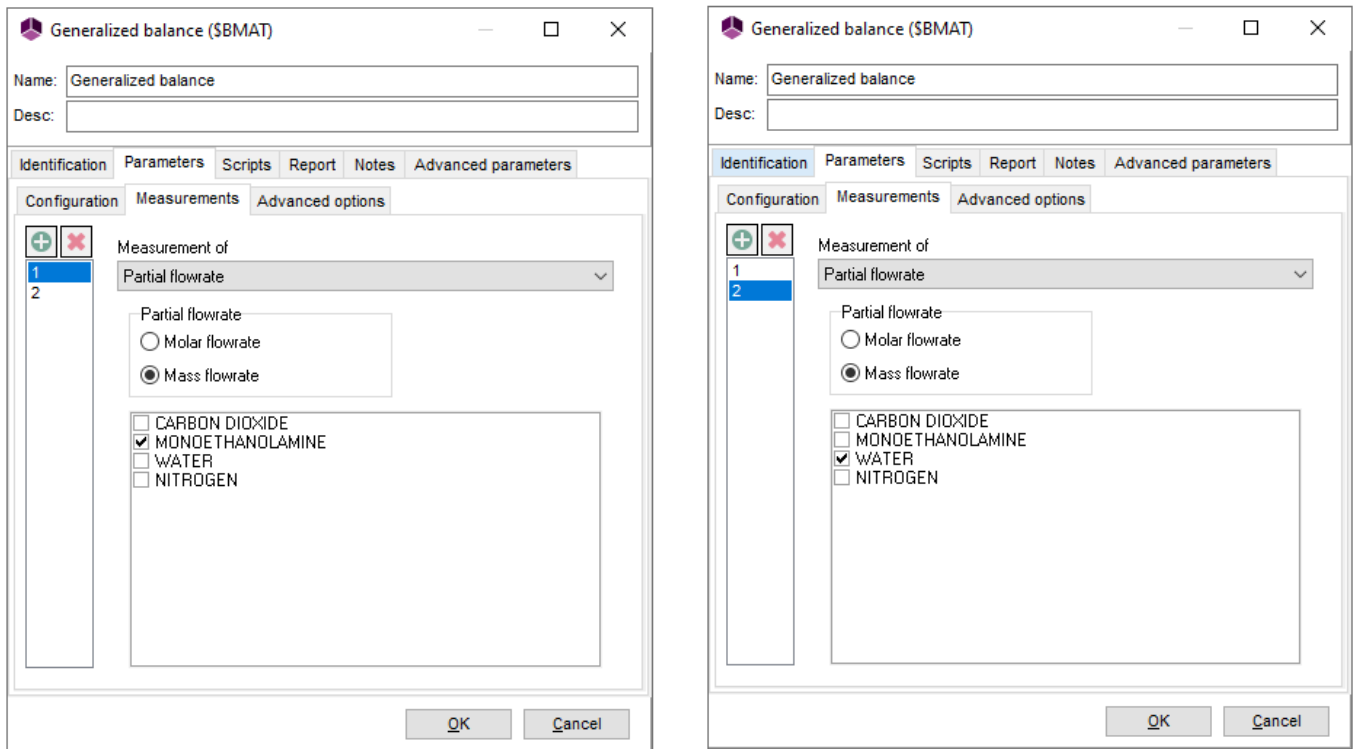 Generalized balance ($BMAT)
Name: Generalized balance
Desc:
Identification Parameters Scripts Report Notes Advanced parameters
Configuration Measurements Advanced options
Measurement of
1
Partial flowrate
2
Partial flowrate
Molar flowrate
Mass flowrate
CARBON DIOXIDE
MONOETHANOLAMINE
WATER
NITROGEN
OK Cancel
Generalized balance ($BMAT)
Name: Generalized balance
Desc:
Identification Parameters Scripts Report Notes Advanced parameters
Configuration Measurements Advanced options
Measurement of
1
Partial flowrate
2
Partial flowrate
Molar flowrate
Mass flowrate
CARBON DIOXIDE
MONOETHANOLAMINE
WATER
NITROGEN
OK Cancel